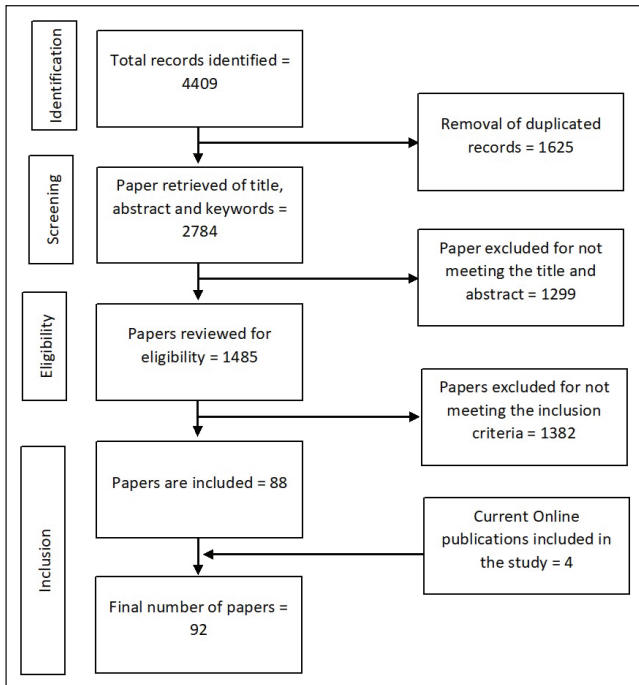 Identification
Total records identified =
4409
Removal of duplicated
records = 1625
Screening
Paper retrieved of title,
abstract and keywords =
2784
Paper excluded for not
meeting the title and
abstract = 1299
Eligibility
Papers reviewed for
eligibility = 1485
Papers excluded for not
meeting the inclusion
criteria = 1382
Inclusion
Papers are included = 88
Current Online
publications included in
the study = 4
Final number of papers =
92